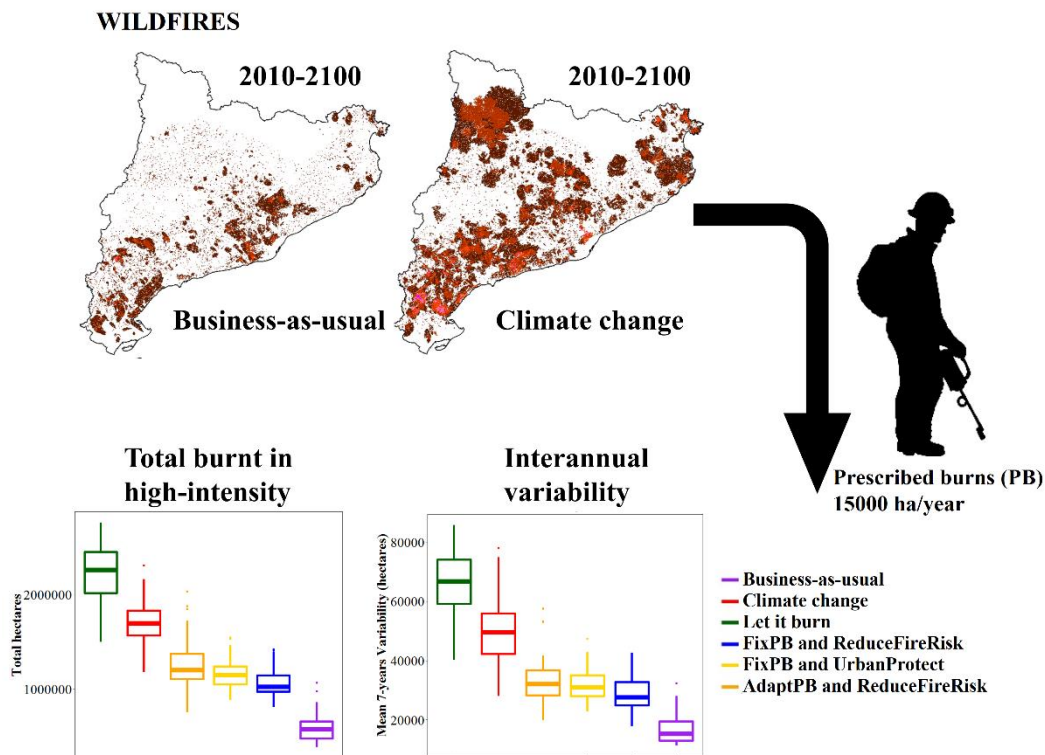 WILDFIRES
2010-2100
2010-2100
Business-as-usual
Climate change
Prescribed burns (PB)
15000 ha/year
Total burnt in
high-intensity
Interannual
variability
Total hectares
2000000
1000000
Mean 7-years Variability (hectares)
80000
60000
40000
20000
Business-as-usual
Climate change
Let it burn
FixPB and ReduceFireRisk
FixPB and UrbanProtect
AdaptPB and ReduceFireRisk